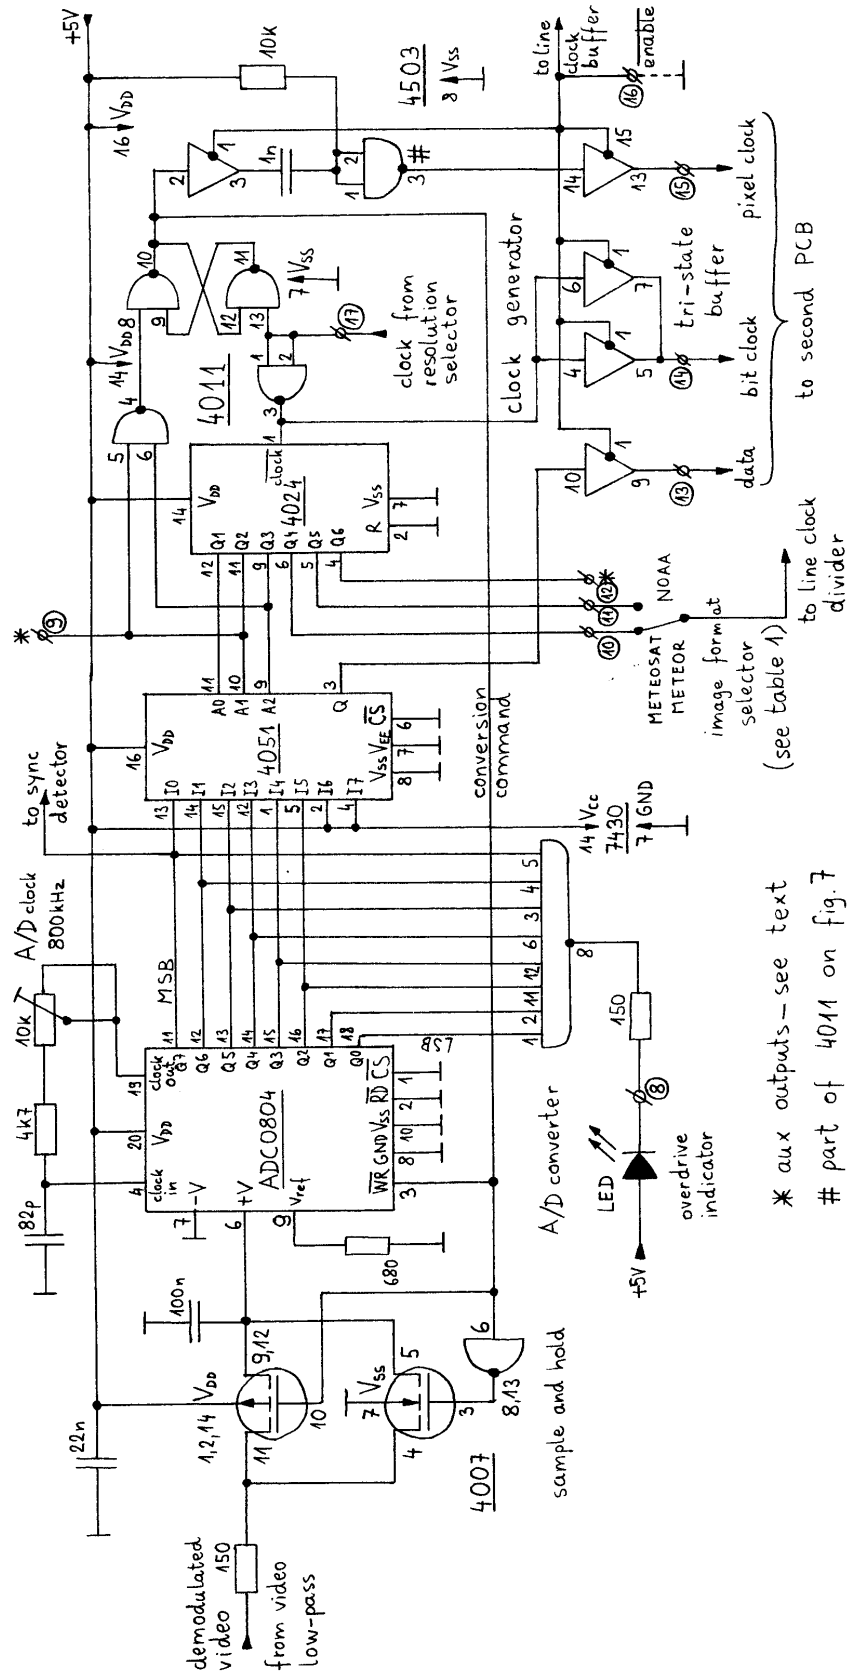 demodulated
video
150
from video
low-pass
22n
1,2,14
VDD
11
10
9,12
100n
4
7
VSS
5
3
8,13
6
4007
sample and hold
82p
4K7
10K
A/D clock
800kHz
4
clock
in
20
VDD
19
clock
out
7
-V
6
+V
9
Vref
680
ADC0804
MSB
11
Q7
12
Q6
13
Q5
14
Q4
15
Q3
16
Q2
17
Q1
18
Q0
LSB
WR
GND
VSS
RD
CS
3
8
10
2
1
A/D converter
to sync
detector
1
2
11
12
6
3
4
5
8
14
VCC
7430
7
GND
150
8
LED
+5V
overdrive
indicator
16
VDD
4051
13
I0
14
I1
15
I2
12
I3
1
I4
5
I5
2
I6
4
I7
A0
11
A1
10
A2
9
Q
3
VSS
VEE
CS
8
7
6
conversion
command
*
9
14
VDD
4024
12
Q1
11
Q2
9
Q3
6
Q4
5
Q5
4
Q6
clock
1
R
VSS
2
7
10
11
12
*
METEOSAT
METEOR
NOAA
image format
selector
(see table 1)
to line clock
divider
5
6
4
14
VDD
8
9
10
12
13
11
7
VSS
4011
3
1
2
17
clock from
resolution
selector
clock generator
+5V
16
VDD
2
3
1
1n
10K
1
2
3
#
4503
8
VSS
to line
clock
buffer
16
enable
10
9
1
4
5
1
6
7
1
14
13
15
tri-state
buffer
13
data
14
bit clock
15
pixel clock
to second PCB
* aux outputs - see text
# part of 4011 on fig.7